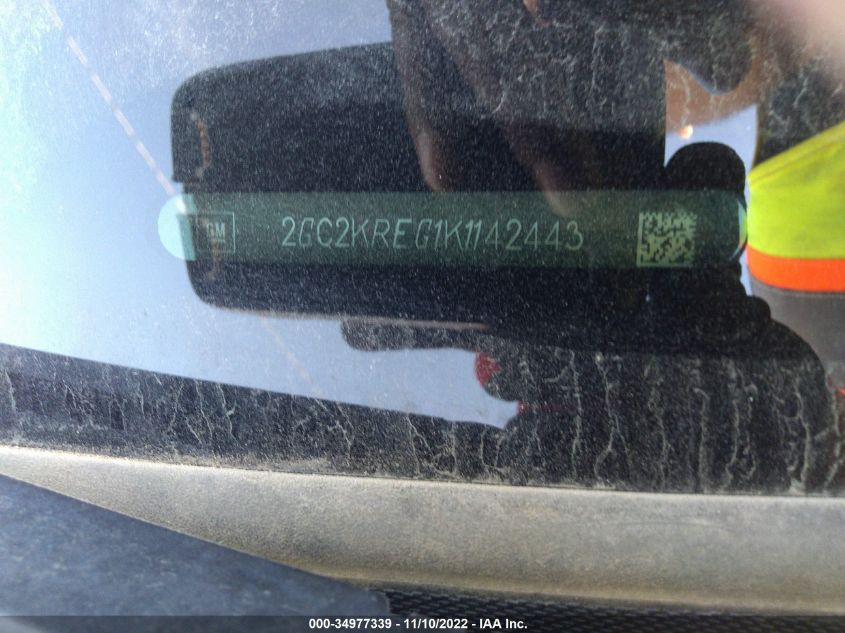 GM 2GC2KREG1K1142443
000-34977339 - 11/10/2022 - IAA Inc.